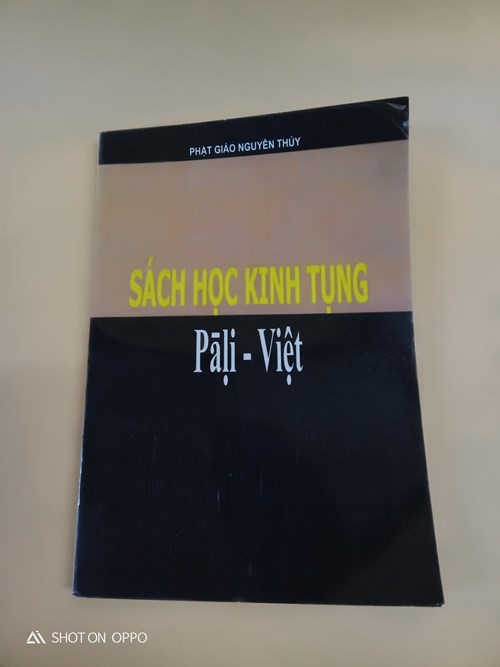 PHẬT GIÁO NGUYÊN THỦY
SÁCH HỌC KINH TỤNG
Pāḷi - Việt
SHOT ON OPPO